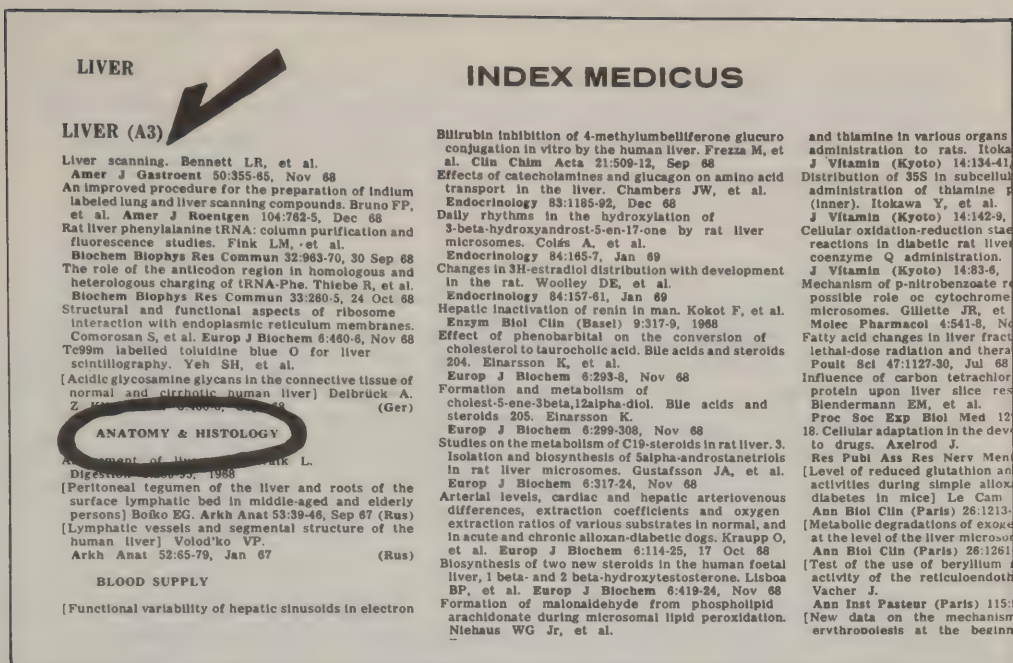 LIVER
INDEX MEDICUS
LIVER (A3)
Liver scanning. Bennett LR, et al.
Amer J Gastroent 50:355-65, Nov 68
An improved procedure for the preparation of indium
labeled lung and liver scanning compounds. Bruno FP,
et al. Amer J Roentgen 104:762-5, Dec 68
Rat liver phenylalanine tRNA: column purification and
fluorescence studies. Fink LM, et al.
Biochem Biophys Res Commun 32:963-70, 30 Sep 68
The role of the anticodon region in homologous and
heterologous charging of tRNA-Phe. Thiebe R, et al.
Biochem Biophys Res Commun 33:260-5, 24 Oct 68
Structural and functional aspects of ribosome
interaction with endoplasmic reticulum membranes.
Comorosan S, et al. Europ J Biochem 6:460-6, Nov 68
Tc99m labelled toluidine blue O for liver
scintillography. Yeh SH, et al.
[Acidic glycosamine glycans in the connective tissue of
normal and cirrhotic human liver] Delbrück A.
Z (Ger)
ANATOMY & HISTOLOGY
of L.
Digestion 1968
[Peritoneal tegumen of the liver and roots of the
surface lymphatic bed in middle-aged and elderly
persons] Boĭko EG. Arkh Anat 53:39-46, Sep 67 (Rus)
[Lymphatic vessels and segmental structure of the
human liver] Volod'ko VP.
Arkh Anat 52:65-79, Jan 67 (Rus)
BLOOD SUPPLY
[Functional variability of hepatic sinusoids in electron
Bilirubin inhibition of 4-methylumbelliferone glucuro
conjugation in vitro by the human liver. Frezza M, et
al. Clin Chim Acta 21:509-12, Sep 68
Effects of catecholamines and glucagon on amino acid
transport in the liver. Chambers JW, et al.
Endocrinology 83:1185-92, Dec 68
Daily rhythms in the hydroxylation of
3-beta-hydroxyandrost-5-en-17-one by rat liver
microsomes. Colás A, et al.
Endocrinology 84:165-7, Jan 69
Changes in 3H-estradiol distribution with development
in the rat. Woolley DE, et al.
Endocrinology 84:157-61, Jan 69
Hepatic inactivation of renin in man. Kokot F, et al.
Enzym Biol Clin (Basel) 9:317-9, 1968
Effect of phenobarbital on the conversion of
cholesterol to taurocholic acid. Bile acids and steroids
204. Einarsson K, et al.
Europ J Biochem 6:293-8, Nov 68
Formation and metabolism of
cholest-5-ene-3beta,12alpha-diol. Bile acids and
steroids 205. Einarsson K.
Europ J Biochem 6:299-308, Nov 68
Studies on the metabolism of C19-steroids in rat liver. 3.
Isolation and biosynthesis of 5alpha-androstanetriols
in rat liver microsomes. Gustafsson JA, et al.
Europ J Biochem 6:317-24, Nov 68
Arterial levels, cardiac and hepatic arteriovenous
differences, extraction coefficients and oxygen
extraction ratios of various substrates in normal, and
in acute and chronic alloxan-diabetic dogs. Kraupp O,
et al. Europ J Biochem 6:114-25, 17 Oct 68
Biosynthesis of two new steroids in the human foetal
liver, 1 beta- and 2 beta-hydroxytestosterone. Lisboa
BP, et al. Europ J Biochem 6:419-24, Nov 68
Formation of malonaldehyde from phospholipid
arachidonate during microsomal lipid peroxidation.
Niehaus WG Jr, et al.
and thiamine in various organs
administration to rats. Itoka
J Vitamin (Kyoto) 14:134-41,
Distribution of 35S in subcellul
administration of thiamine p
(inner). Itokawa Y, et al.
J Vitamin (Kyoto) 14:142-9,
Cellular oxidation-reduction stae
reactions in diabetic rat liver
coenzyme Q administration.
J Vitamin (Kyoto) 14:83-6,
Mechanism of p-nitrobenzoate re
possible role oc cytochrome
microsomes. Gillette JR, et
Molec Pharmacol 4:541-8, No
Fatty acid changes in liver fract
lethal-dose radiation and thera
Poult Sci 47:1127-30, Jul 68
Influence of carbon tetrachlor
protein upon liver slice res
Biendermann EM, et al.
Proc Soc Exp Biol Med 12
18. Cellular adaptation in the dev
to drugs. Axelrod J.
Res Publ Ass Res Nerv Ment
[Level of reduced glutathion an
activities during simple allox
diabetes in mice] Le Cam
Ann Biol Clin (Paris) 26:1213-
[Metabolic degradations of exoge
at the level of the liver microsor
Ann Biol Clin (Paris) 26:1261
[Test of the use of beryllium
activity of the reticuloendoth
Vacher J.
Ann Inst Pasteur (Paris) 115:
[New data on the mechanism
erythropoiesis at the beginn